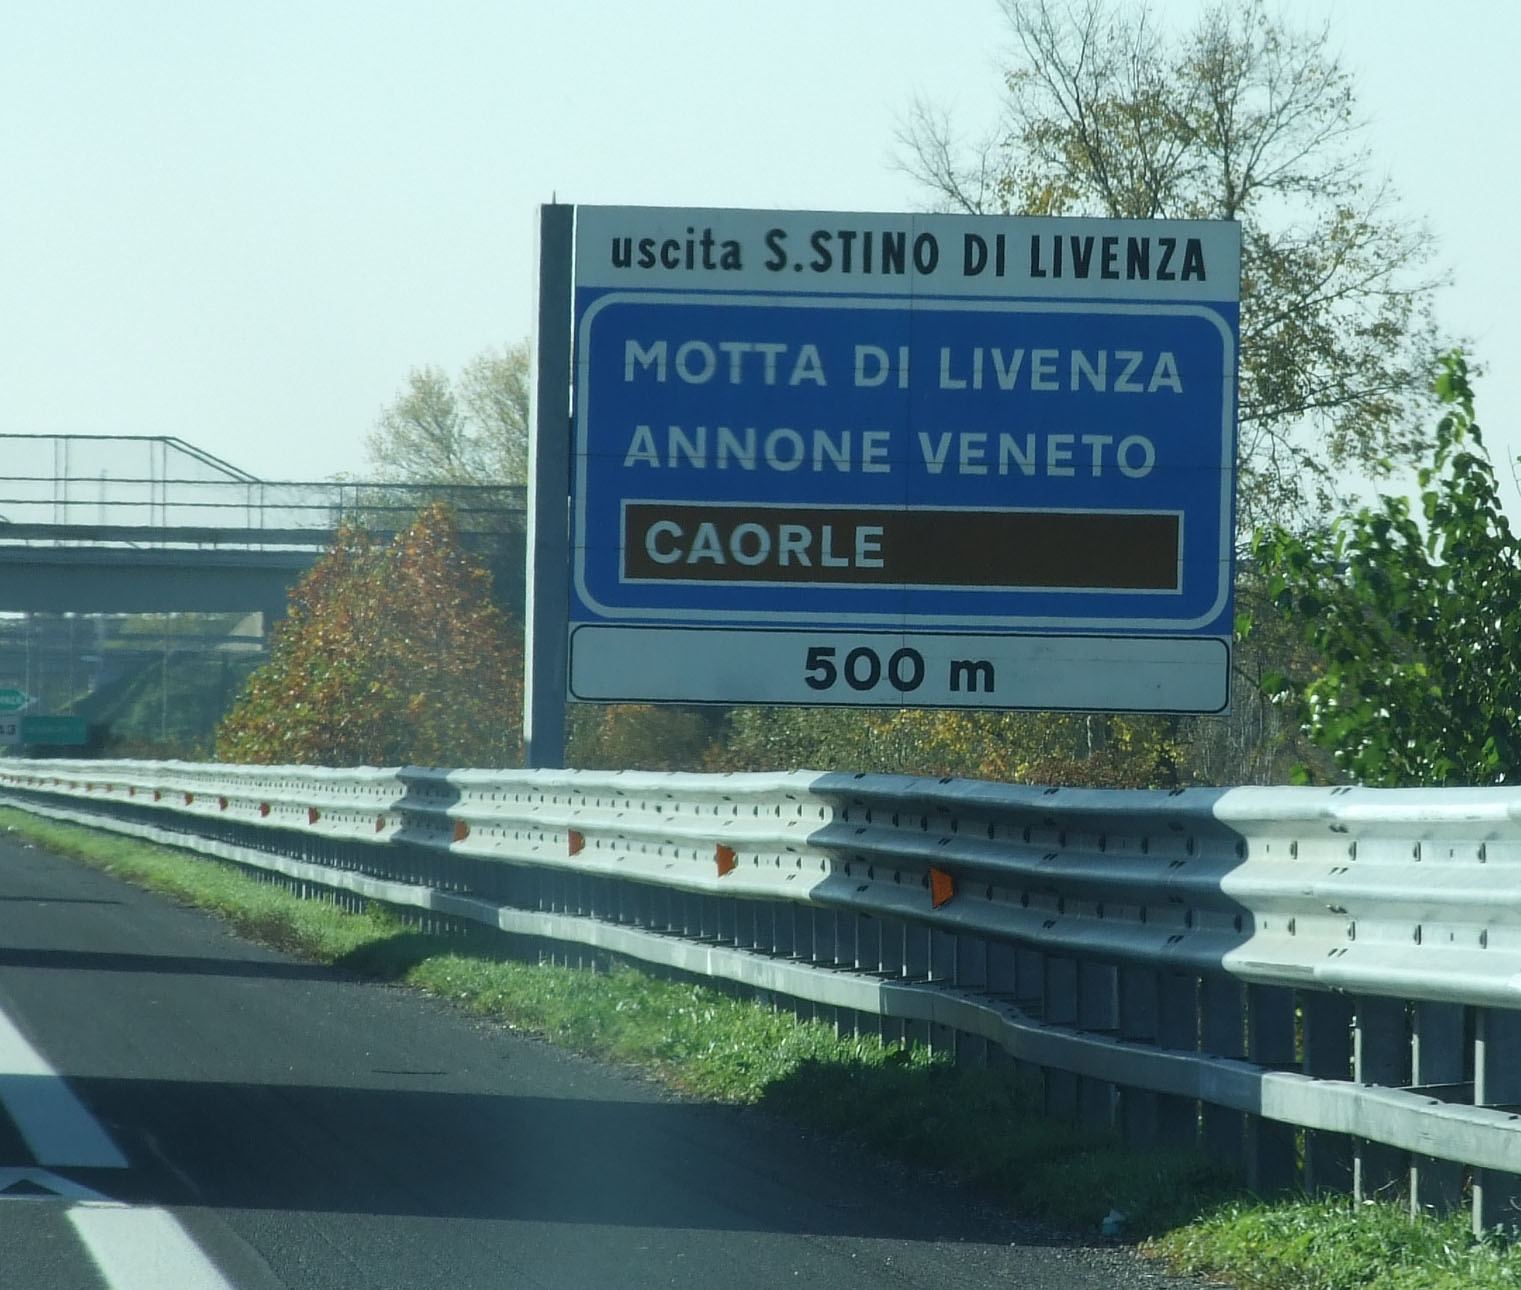 uscita S.STINO DI LIVENZA
MOTTA DI LIVENZA
ANNONE VENETO
CAORLE
500 m